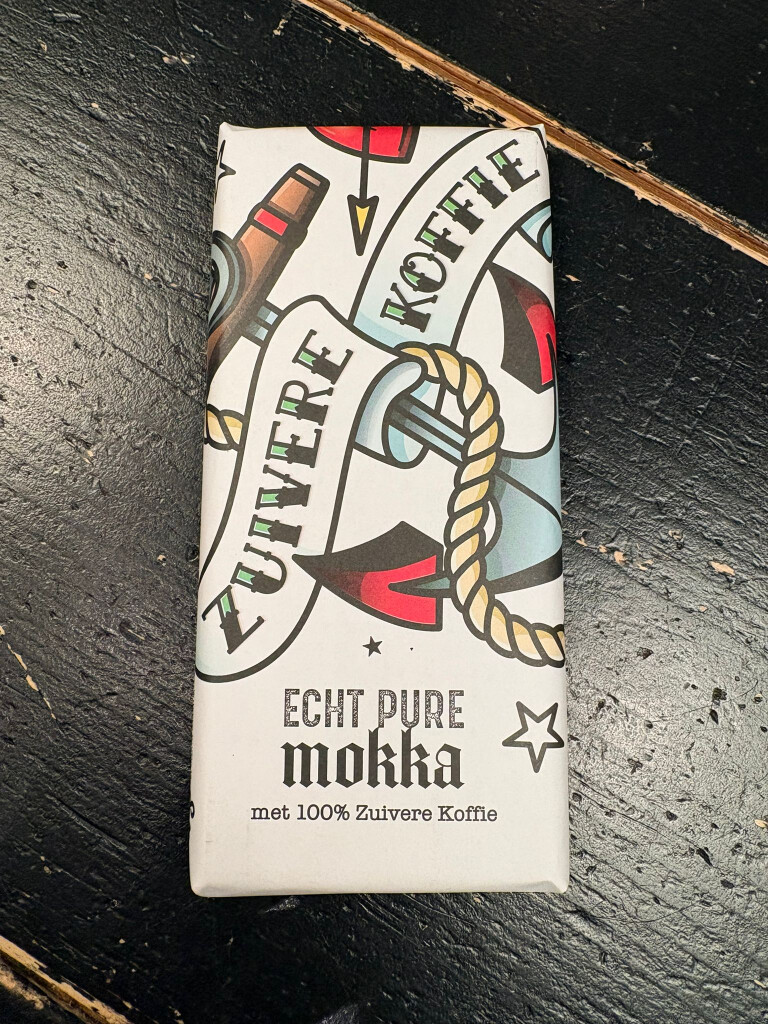 ZUIVERE
KOFFIE
ECHT PURE
mokka
met 100% Zuivere Koffie